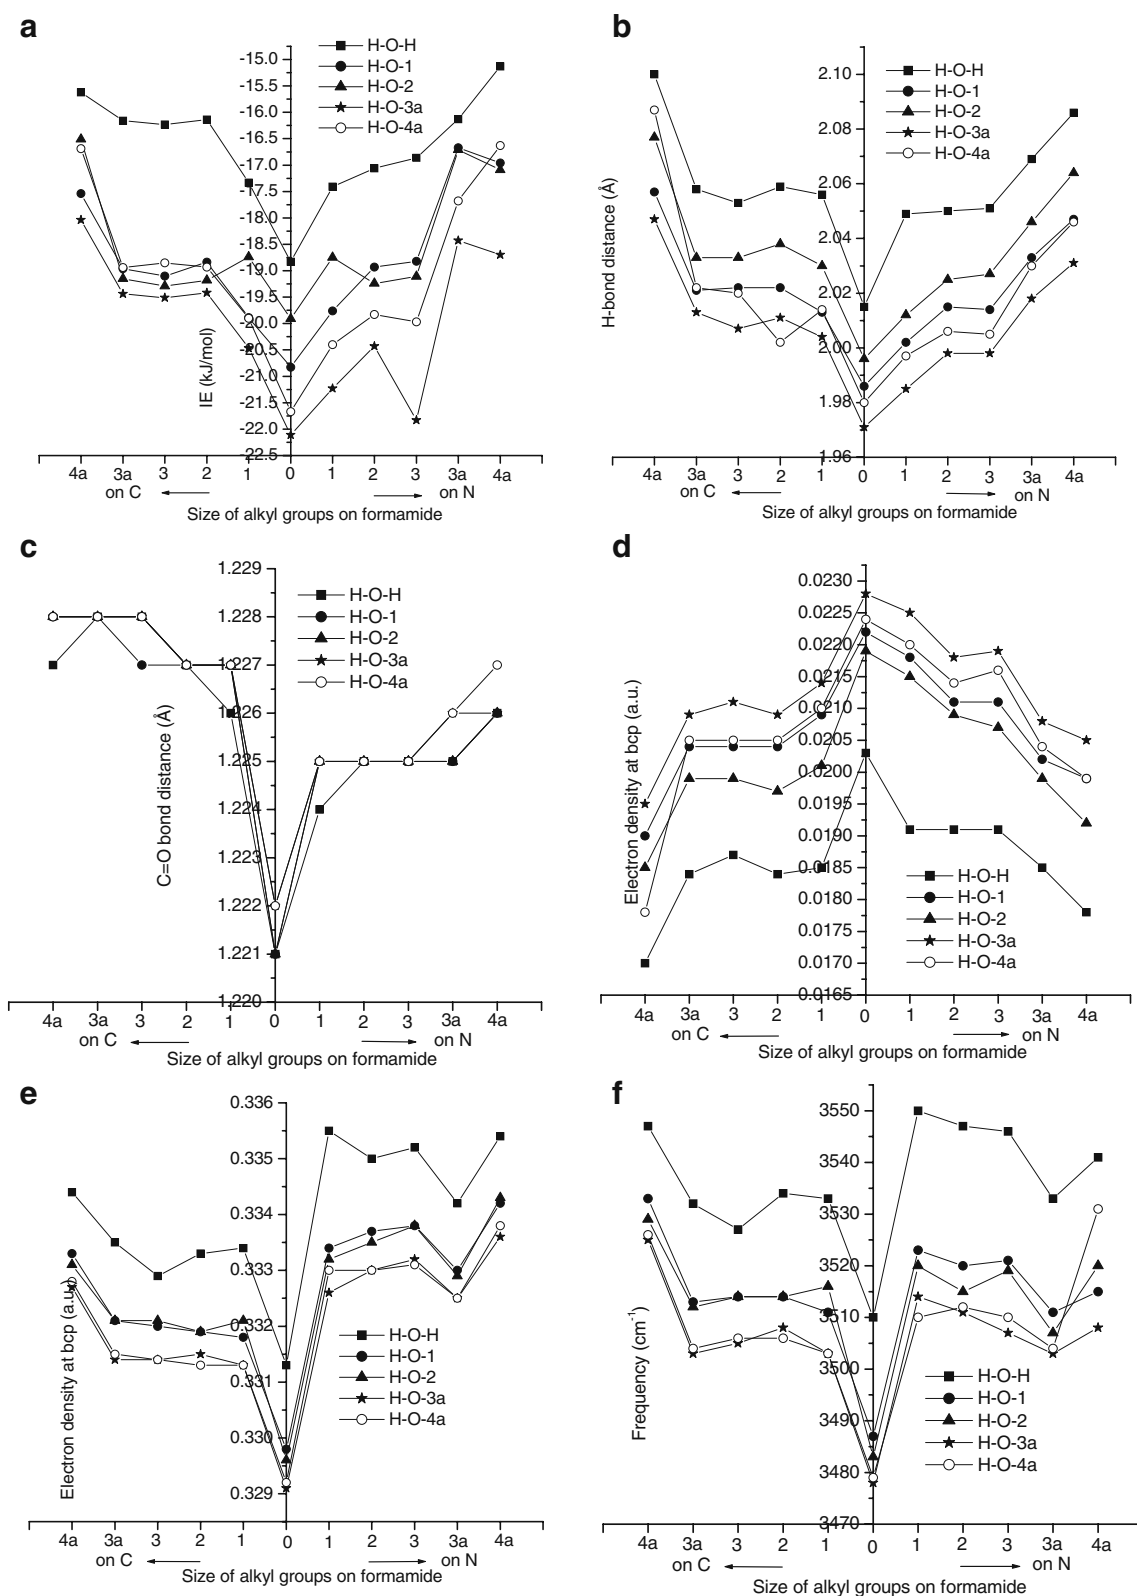 a
-15.0
-15.5
-16.0
-16.5
-17.0
-17.5
-18.0
-18.5
-19.0
-19.5
-20.0
-20.5
-21.0
-21.5
-22.0
-22.5
IE (kJ/mol)
H-O-H
H-O-1
H-O-2
H-O-3a
H-O-4a
4a 3a 3 2 1 0 1 2 3 3a 4a
on C on N
Size of alkyl groups on formamide
b
2.10
2.08
2.06
2.04
2.02
2.00
1.98
1.96
H-bond distance (Å)
H-O-H
H-O-1
H-O-2
H-O-3a
H-O-4a
4a 3a 3 2 1 0 1 2 3 3a 4a
on C on N
Size of alkyl groups on formamide
c
1.229
1.228
1.227
1.226
1.225
1.224
1.223
1.222
1.221
1.220
C=O bond distance (Å)
H-O-H
H-O-1
H-O-2
H-O-3a
H-O-4a
4a 3a 3 2 1 0 1 2 3 3a 4a
on C on N
Size of alkyl groups on formamide
d
0.0230
0.0225
0.0220
0.0215
0.0210
0.0205
0.0200
0.0195
0.0190
0.0185
0.0180
0.0175
0.0170
0.0165
Electron density at bcp (a.u.)
H-O-H
H-O-1
H-O-2
H-O-3a
H-O-4a
4a 3a 3 2 1 0 1 2 3 3a 4a
on C on N
Size of alkyl groups on formamide
e
0.336
0.335
0.334
0.333
0.332
0.331
0.330
0.329
Electron density at bcp (a.u.)
H-O-H
H-O-1
H-O-2
H-O-3a
H-O-4a
4a 3a 3 2 1 0 1 2 3 3a 4a
on C on N
Size of alkyl groups on formamide
f
3550
3540
3530
3520
3510
3500
3490
3480
3470
Frequency (cm⁻¹)
H-O-H
H-O-1
H-O-2
H-O-3a
H-O-4a
4a 3a 3 2 1 0 1 2 3 3a 4a
on C on N
Size of alkyl groups on formamide